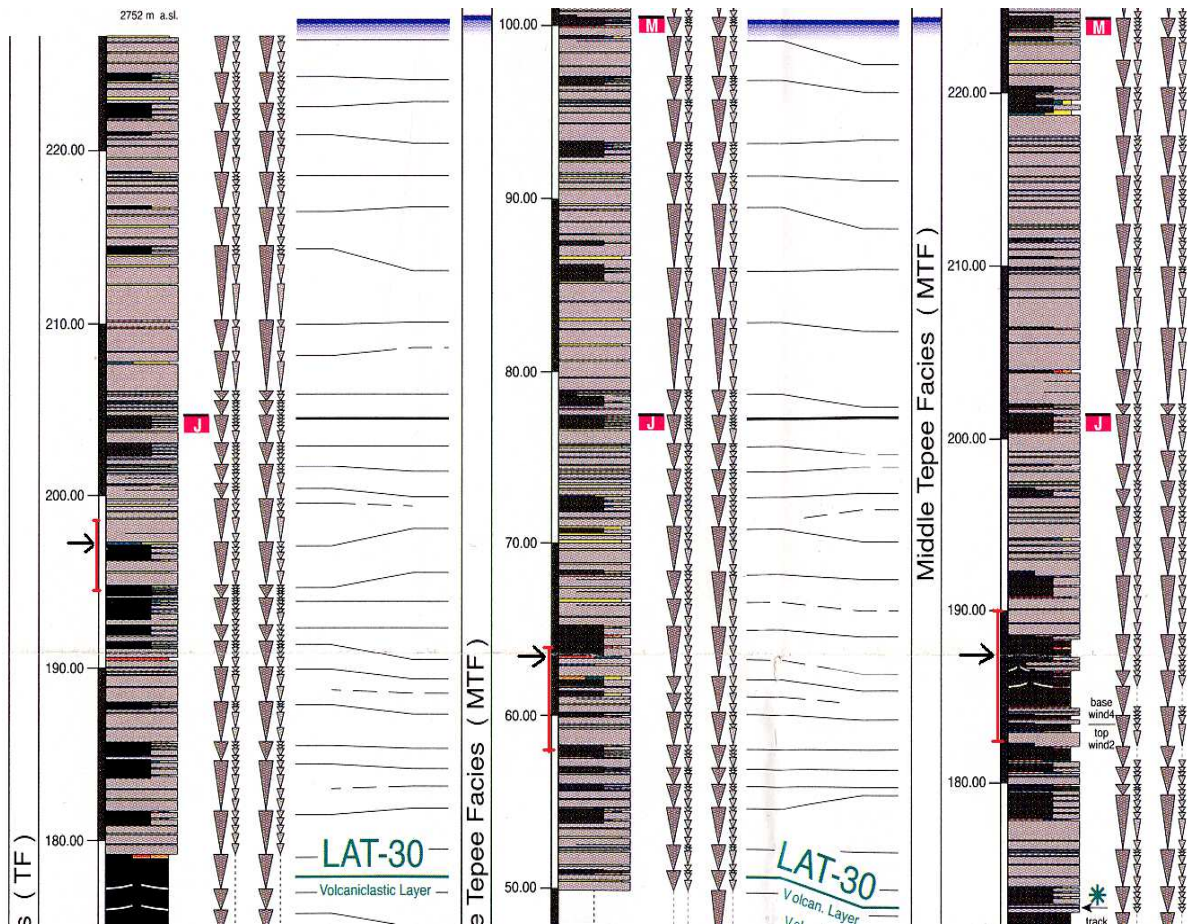 2752 m a.sl.
220.00
210.00
200.00
190.00
180.00
s ( TF )
J
LAT-30
Volcaniclastic Layer
100.00
90.00
80.00
70.00
60.00
50.00
e Tepee Facies ( MTF )
M
J
LAT-30
Volcan. Layer
Middle Tepee Facies ( MTF )
220.00
210.00
200.00
190.00
180.00
M
J
base
wind4
top
wind2
*
track